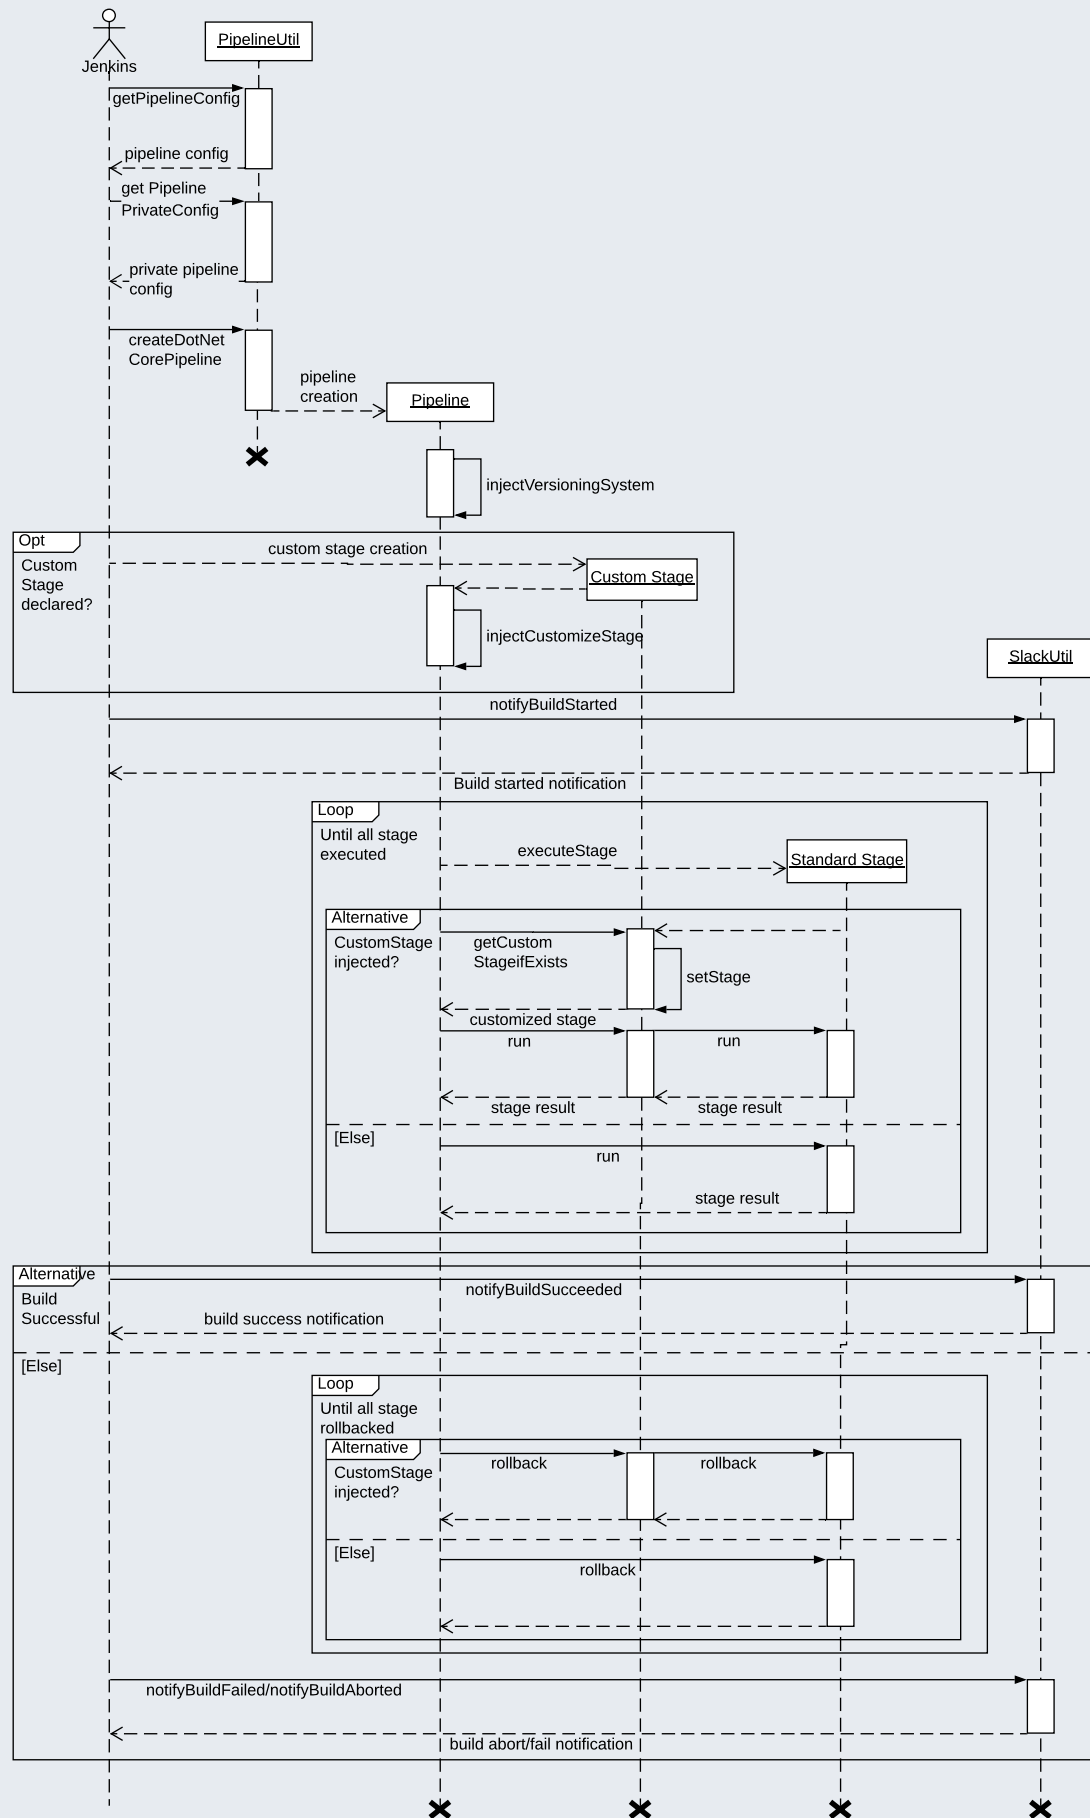 PipelineUtil
Jenkins
getPipelineConfig
pipeline config
get Pipeline
PrivateConfig
private pipeline
config
createDotNet
CorePipeline
pipeline
creation
Pipeline
injectVersioningSystem
Opt
custom stage creation
Custom
Stage
declared?
Custom Stage
injectCustomizeStage
SlackUtil
notifyBuildStarted
Build started notification
Loop
Until all stage
executed
executeStage
Standard Stage
Alternative
CustomStage
injected?
getCustom
StageifExists
setStage
customized stage
run
run
stage result
stage result
[Else]
run
stage result
Alternative
notifyBuildSucceeded
Build
Successful
build success notification
[Else]
Loop
Until all stage
rollbacked
Alternative
rollback
rollback
CustomStage
injected?
[Else]
rollback
notifyBuildFailed/notifyBuildAborted
build abort/fail notification